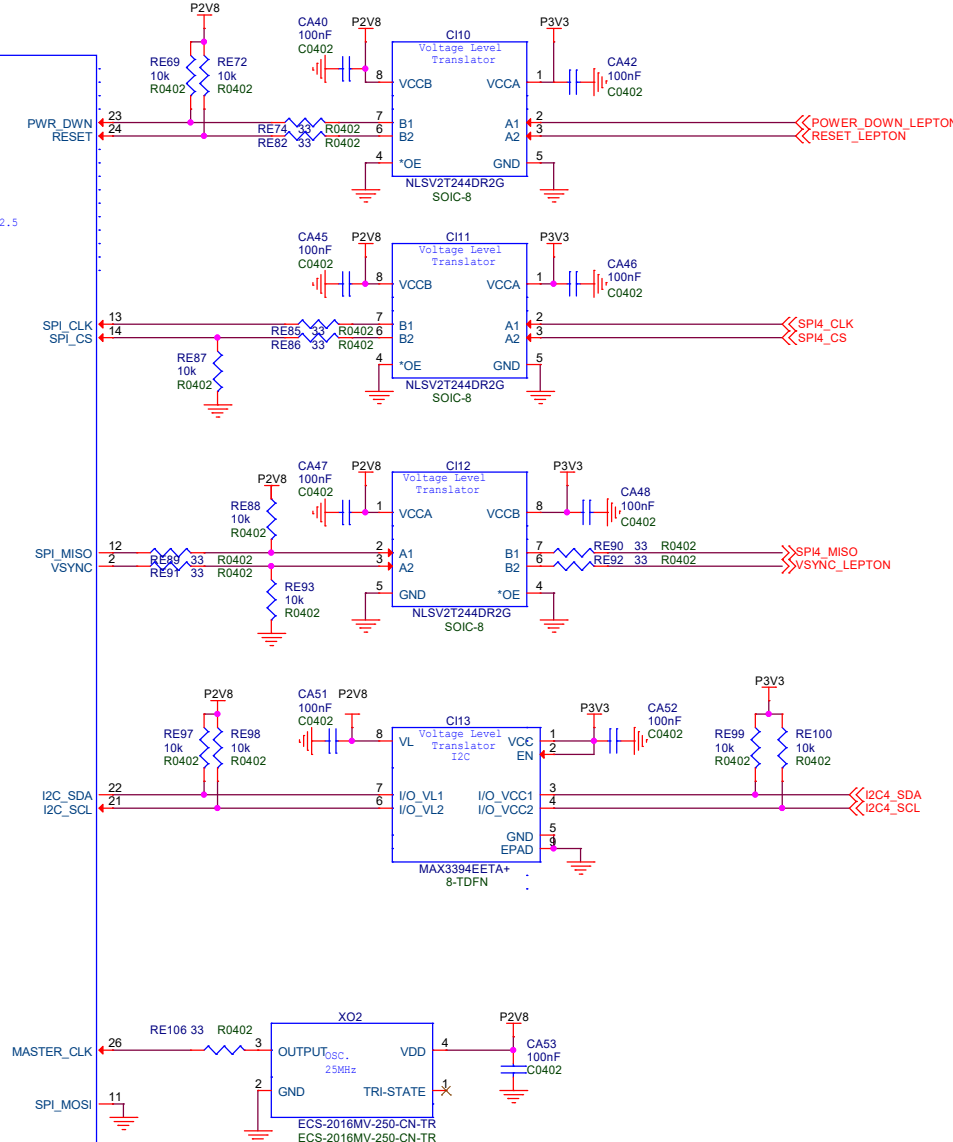 P2V8
RE69
10k
R0402
RE72
10k
R0402
CA40
100nF
C0402
P2V8
CI10
Voltage Level
Translator
8
VCCB
VCCA
1
P3V3
CA42
100nF
C0402
PWR_DWN
23
RESET
24
RE74 33 R0402
RE82 33 R0402
7
B1
6
B2
A1
2
A2
3
POWER_DOWN_LEPTON
RESET_LEPTON
4
*OE
GND
5
NLSV2T244DR2G
SOIC-8
2.5
CA45
100nF
C0402
P2V8
CI11
Voltage Level
Translator
8
VCCB
VCCA
1
P3V3
CA46
100nF
C0402
SPI_CLK
13
SPI_CS
14
RE85 33 R0402
RE86 33 R0402
7
B1
6
B2
A1
2
A2
3
SPI4_CLK
SPI4_CS
RE87
10k
R0402
4
*OE
GND
5
NLSV2T244DR2G
SOIC-8
P2V8
RE88
10k
R0402
CA47
100nF
C0402
P2V8
CI12
Voltage Level
Translator
1
VCCA
VCCB
8
P3V3
CA48
100nF
C0402
SPI_MISO
12
VSYNC
2
RE89 33 R0402
RE91 33 R0402
2
A1
3
A2
B1
7
B2
6
RE90 33 R0402
RE92 33 R0402
SPI4_MISO
VSYNC_LEPTON
RE93
10k
R0402
5
GND
*OE
4
NLSV2T244DR2G
SOIC-8
P2V8
RE97
10k
R0402
RE98
10k
R0402
CA51
100nF
C0402
P2V8
CI13
Voltage Level
Translator
I2C
8
VL
VCC
1
EN
2
P3V3
CA52
100nF
C0402
P3V3
RE99
10k
R0402
RE100
10k
R0402
I2C_SDA
22
I2C_SCL
21
7
I/O_VL1
6
I/O_VL2
I/O_VCC1
3
I/O_VCC2
4
I2C4_SDA
I2C4_SCL
GND
5
EPAD
9
MAX3394EETA+
8-TDFN
MASTER_CLK
26
RE106 33 R0402
XO2
3
OUTPUT
OSC.
25MHz
VDD
4
P2V8
CA53
100nF
C0402
2
GND
TRI-STATE
1
SPI_MOSI
11
ECS-2016MV-250-CN-TR
ECS-2016MV-250-CN-TR